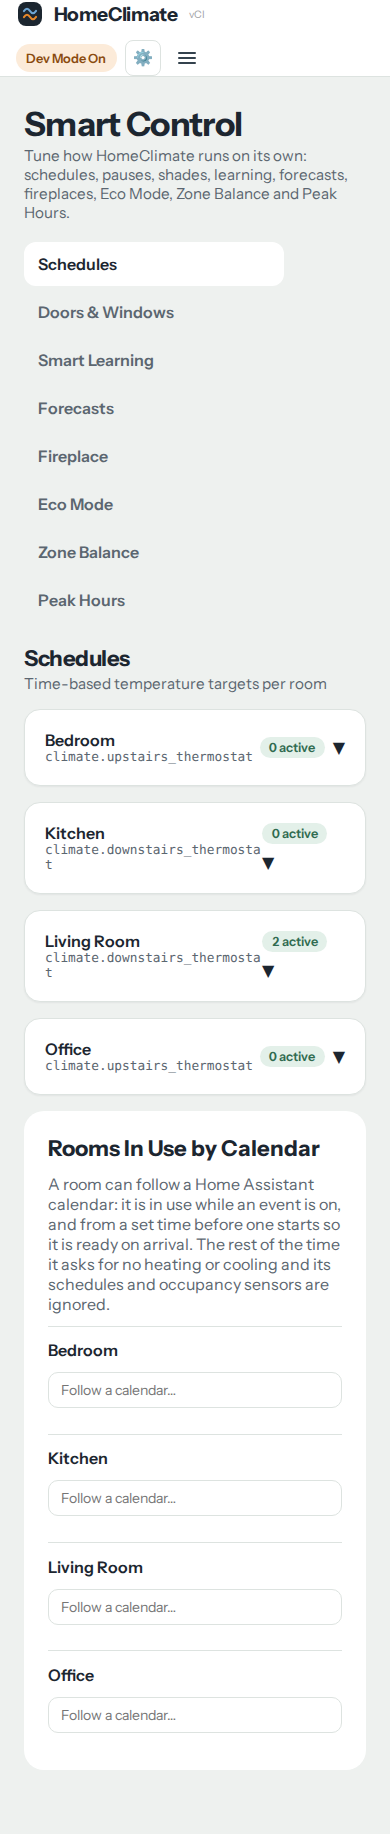 HomeClimate vCI
Dev Mode On
Smart Control
Tune how HomeClimate runs on its own:
schedules, pauses, shades, learning, forecasts,
fireplaces, Eco Mode, Zone Balance and Peak
Hours.
Schedules
Doors & Windows
Smart Learning
Forecasts
Fireplace
Eco Mode
Zone Balance
Peak Hours
Schedules
Time-based temperature targets per room
Bedroom
climate.upstairs_thermostat
0 active ▼
Kitchen
climate.downstairs_thermosta
t
0 active
▼
Living Room
climate.downstairs_thermosta
t
2 active
▼
Office
climate.upstairs_thermostat
0 active ▼
Rooms In Use by Calendar
A room can follow a Home Assistant
calendar: it is in use while an event is on,
and from a set time before one starts so
it is ready on arrival. The rest of the time
it asks for no heating or cooling and its
schedules and occupancy sensors are
ignored.
Bedroom
Follow a calendar...
Kitchen
Follow a calendar...
Living Room
Follow a calendar...
Office
Follow a calendar...